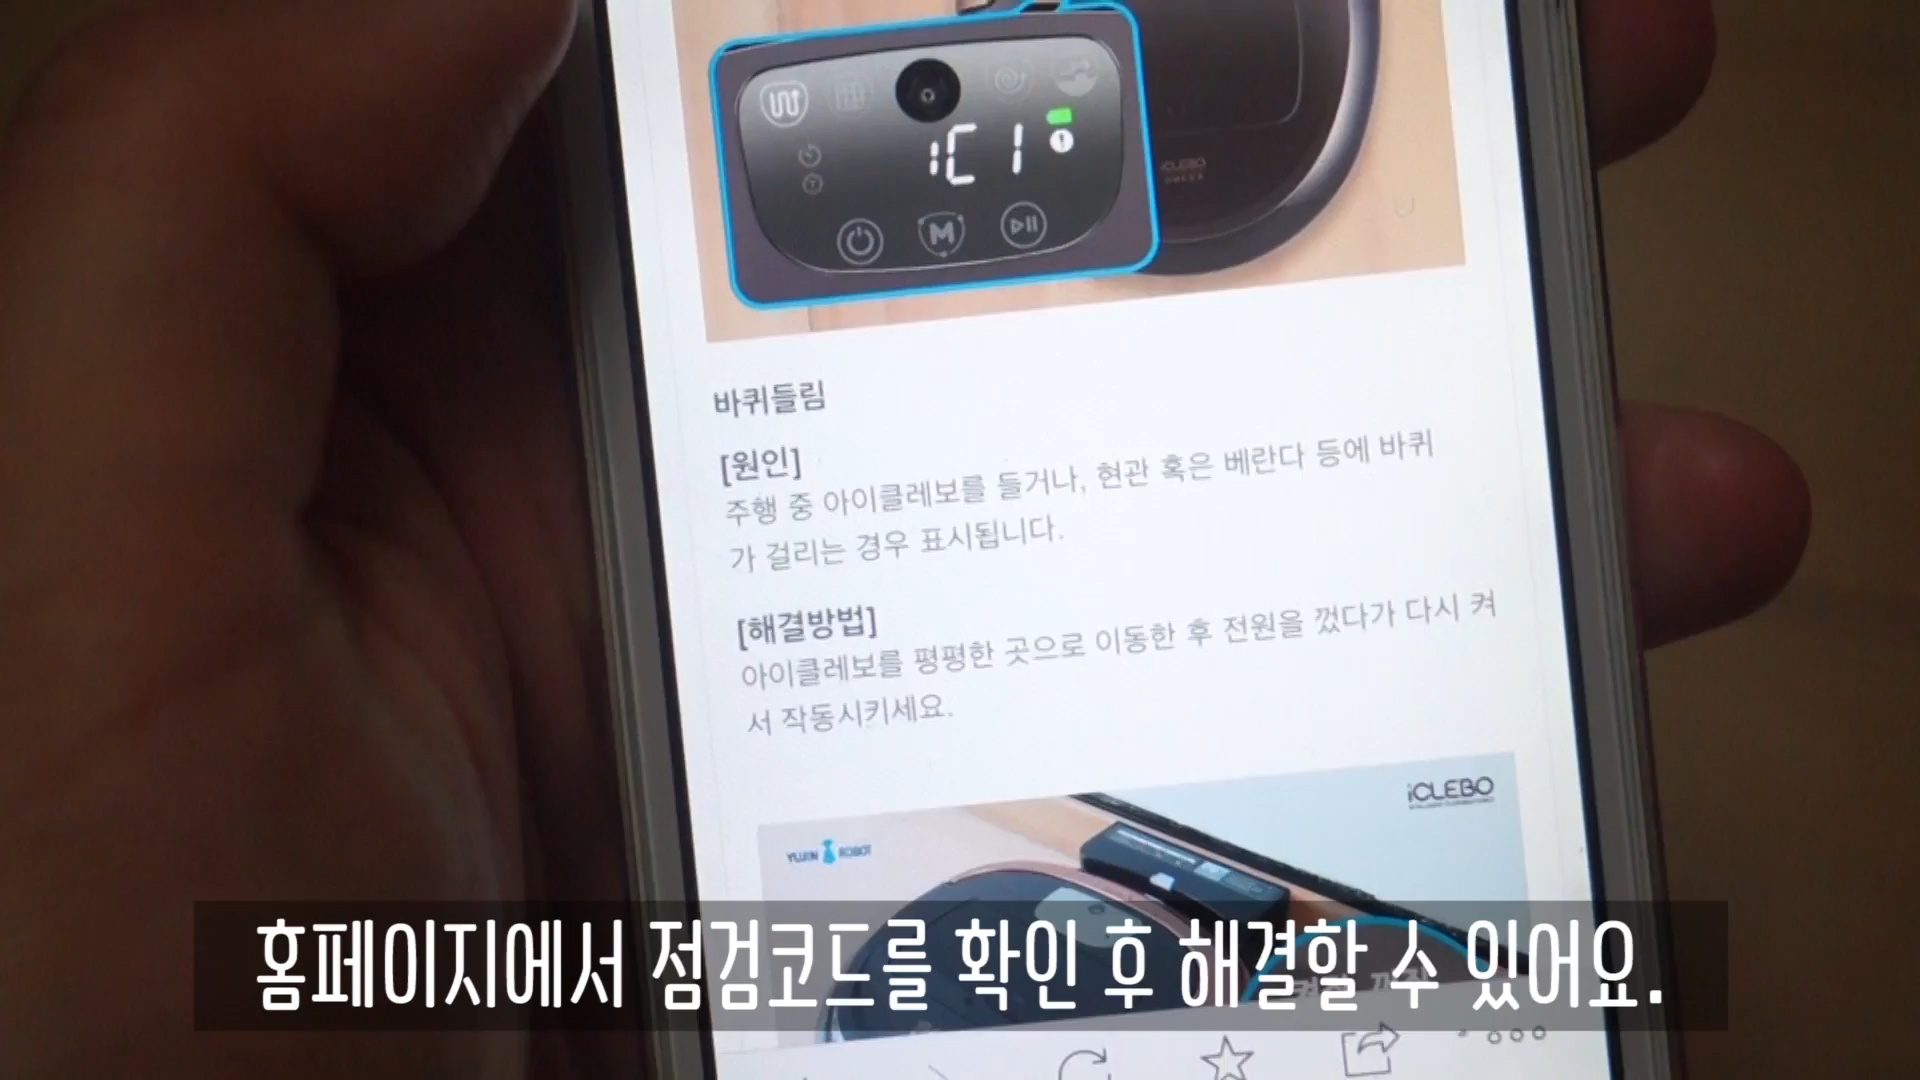 C1
M
iCLEBO
OMEGA
바퀴들림
[원인]
주행 중 아이클레보를 들거나, 현관 혹은 베란다 등에 바퀴
가 걸리는 경우 표시됩니다.
[해결방법]
아이클레보를 평평한 곳으로 이동한 후 전원을 껐다가 다시 켜
서 작동시키세요.
iCLEBO
YUJIN ROBOT
홈페이지에서 점검코드를 확인 후 해결할 수 있어요.